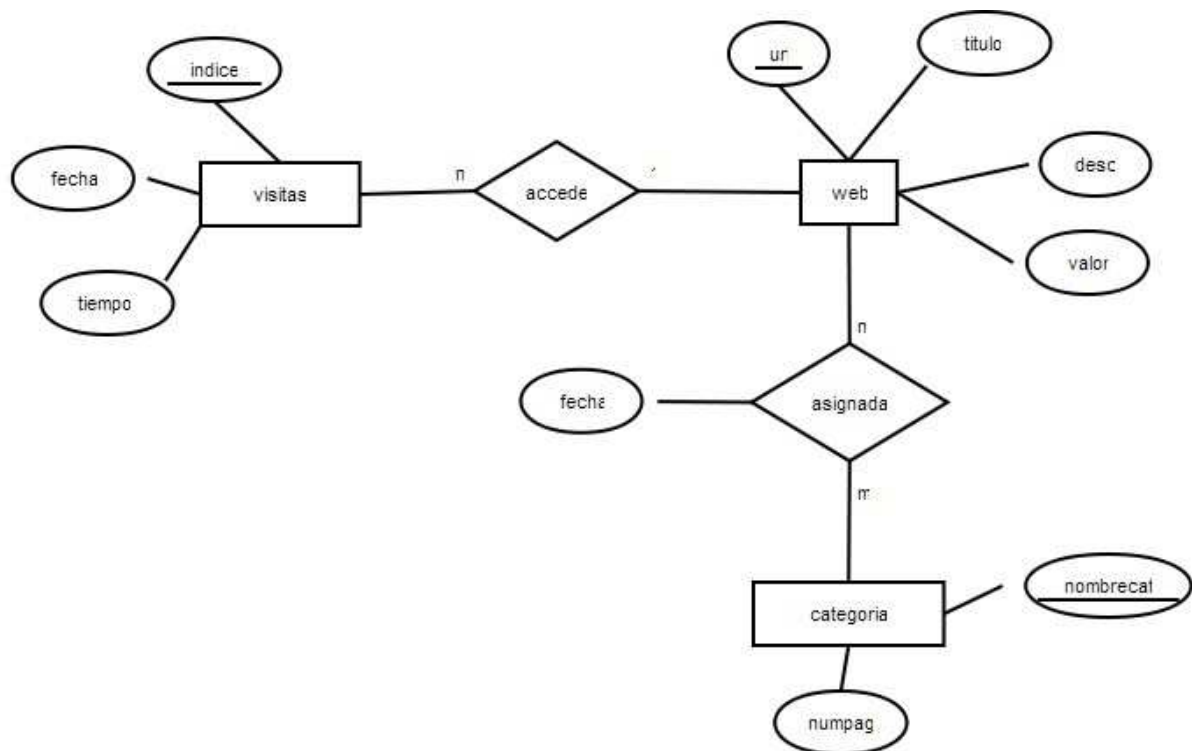 indice
ur
titulo
fecha
visitas
n
accede
web
desc
valor
tiempo
n
fecha
asignada
m
categoria
nombrecat
numpag